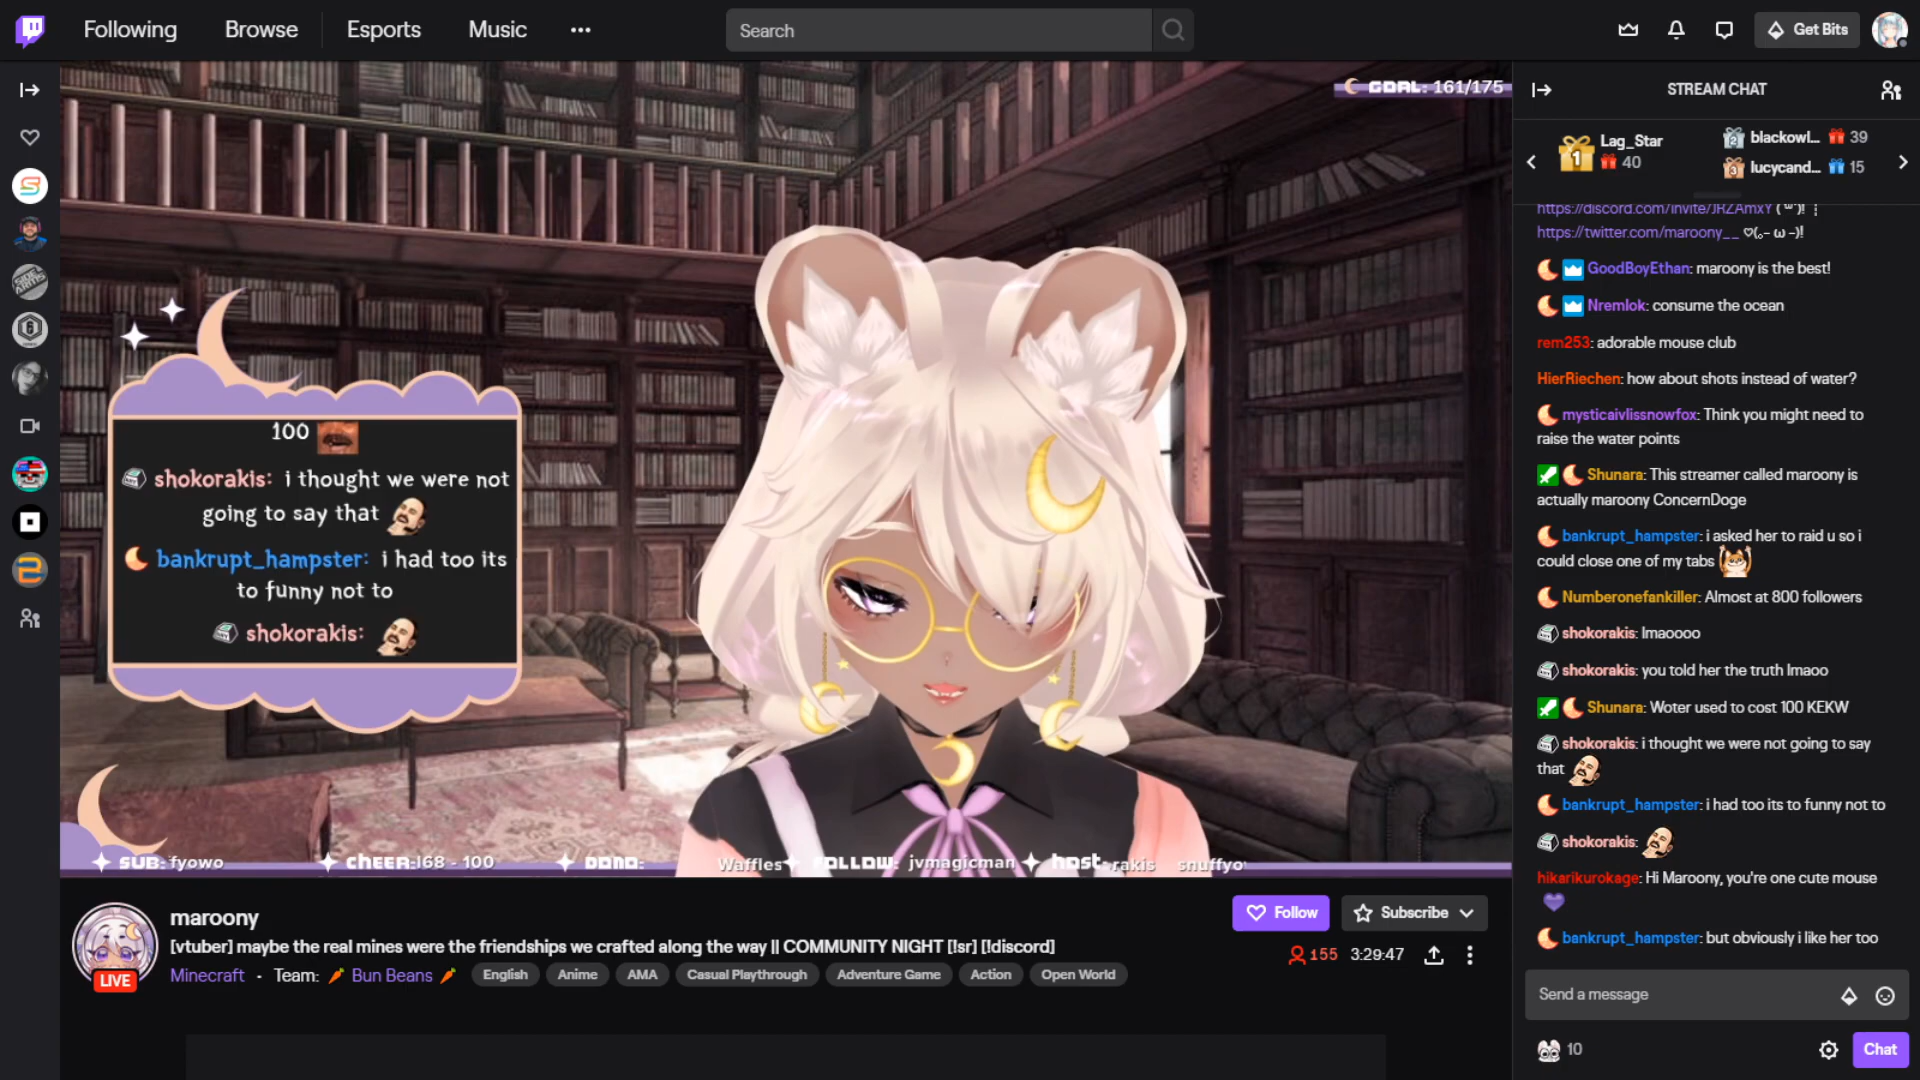 Following Browse Esports Music Search Get Bits
GOAL: 161/175
100
shokorakis: i thought we were not
going to say that
bankrupt_hampster: i had too its
to funny not to
shokorakis:
SUB: fyowo CHEER: 168 - 100 DONO: Waffles FOLLOW: jvmagicman HOST: rakis snuffyo
LIVE
maroony
[vtuber] maybe the real mines were the friendships we crafted along the way || COMMUNITY NIGHT [!sr] [!discord]
Minecraft · Team: Bun Beans English Anime AMA Casual Playthrough Adventure Game Action Open World
Follow Subscribe
155 3:29:47
STREAM CHAT
1 Lag_Star
40
2 blackowl... 39
3 lucycand... 15
https://discord.com/invite/JRZAmxY
https://twitter.com/maroony__ ♡(｡- ω -)!
GoodBoyEthan: maroony is the best!
Nremlok: consume the ocean
rem253: adorable mouse club
HierRiechen: how about shots instead of water?
mysticaivlissnowfox: Think you might need to
raise the water points
Shunara: This streamer called maroony is
actually maroony ConcernDoge
bankrupt_hampster: i asked her to raid u so i
could close one of my tabs
Numberonefankiller: Almost at 800 followers
shokorakis: lmaoooo
shokorakis: you told her the truth lmaoo
Shunara: Woter used to cost 100 KEKW
shokorakis: i thought we were not going to say
that
bankrupt_hampster: i had too its to funny not to
shokorakis:
hikarikurokage: Hi Maroony, you're one cute mouse
bankrupt_hampster: but obviously i like her too
Send a message
10
Chat